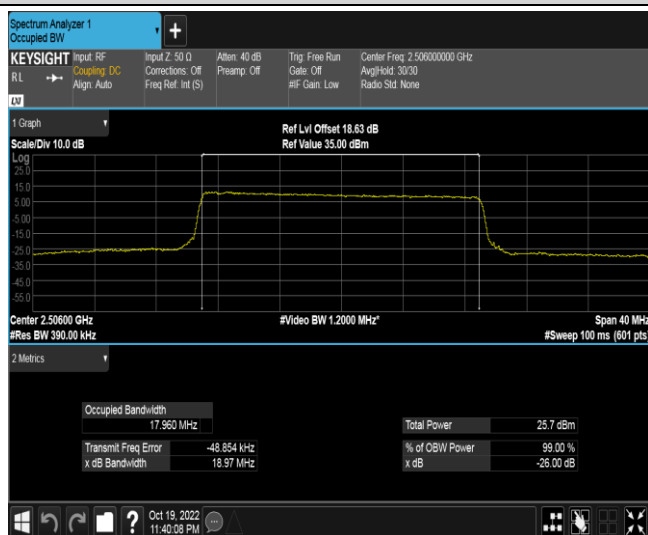 Spectrum Analyzer 1
Occupied BW
+
KEYSIGHT
RL
LXI
Input: RF
Coupling: DC
Align: Auto
Input Z: 50 Ω
Corrections: Off
Freq Ref: Int (S)
Atten: 40 dB
Preamp: Off
Trig: Free Run
Gate: Off
#IF Gain: Low
Center Freq: 2.506000000 GHz
Avg|Hold: 30/30
Radio Std: None
1 Graph
Scale/Div 10.0 dB
Ref Lvl Offset 18.63 dB
Ref Value 35.00 dBm
Log
25.0
15.0
5.00
-5.00
-15.0
-25.0
-35.0
-45.0
-55.0
Center 2.50600 GHz
#Res BW 390.00 kHz
#Video BW 1.2000 MHz*
Span 40 MHz
#Sweep 100 ms (601 pts)
2 Metrics
Occupied Bandwidth
17.960 MHz
Transmit Freq Error -48.854 kHz
x dB Bandwidth 18.97 MHz
Total Power 25.7 dBm
% of OBW Power 99.00 %
x dB -26.00 dB
?
Oct 19, 2022
11:40:08 PM